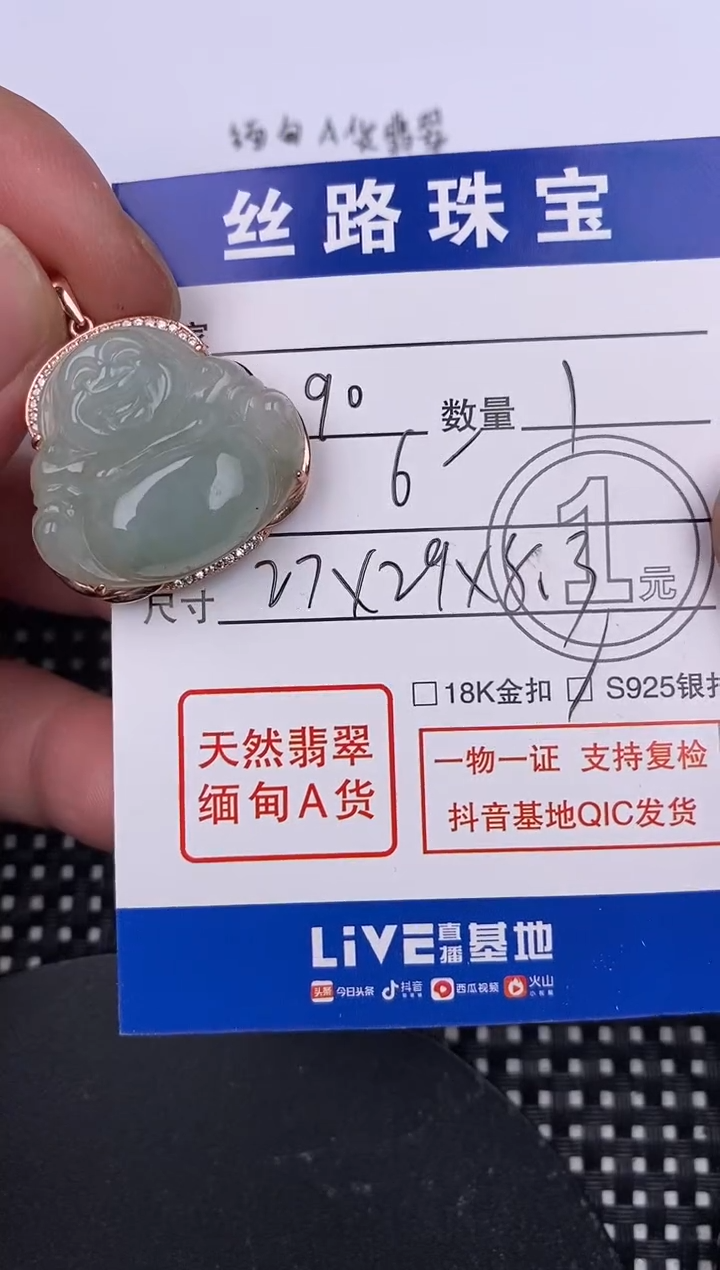 缅甸A货翡翠
丝路珠宝
90 数量 1
6
尺寸 27X29X8.3
1元
18K金扣 S925银扣
天然翡翠
缅甸A货
一物一证 支持复检
抖音基地QIC发货
LiVE直播基地
头条 今日头条 抖音 西瓜视频 火山